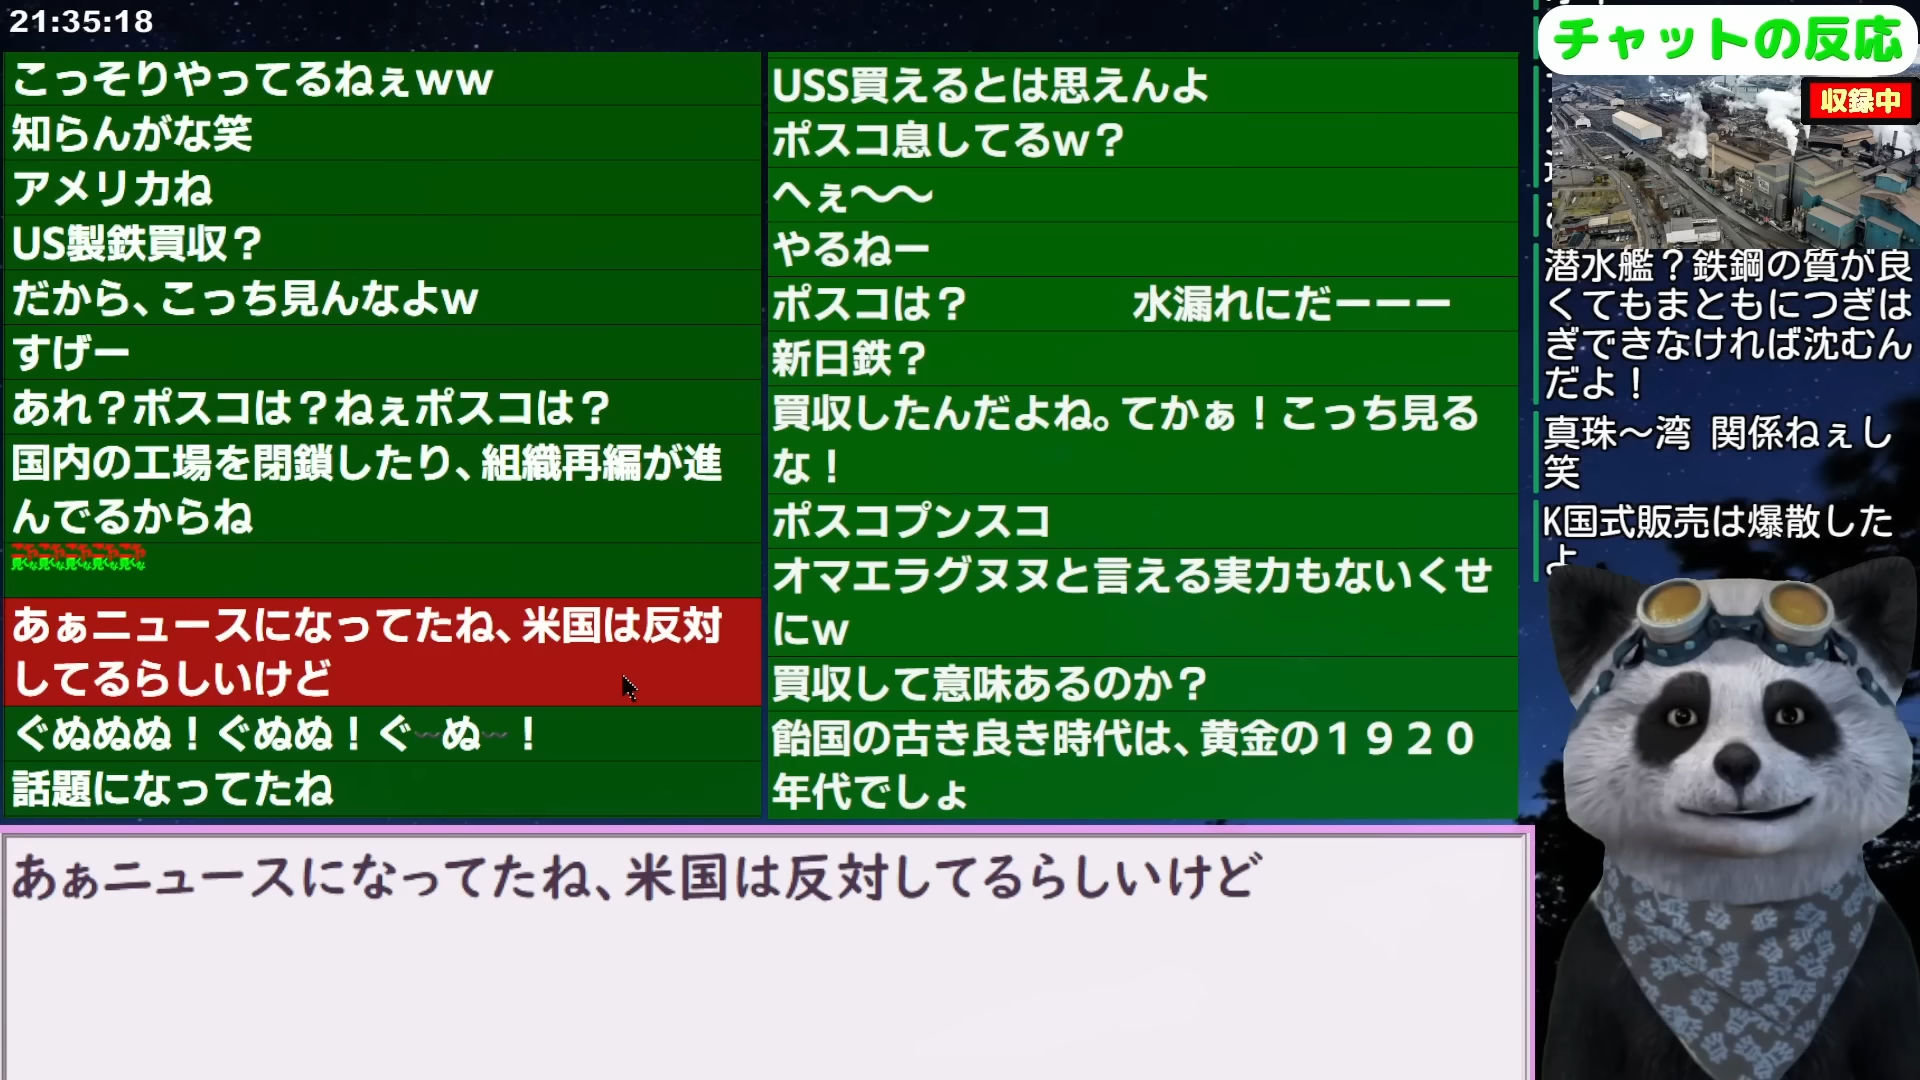 21:35:18
こっそりやってるねぇww
知らんがな笑
アメリカね
US製鉄買収？
だから、こっち見んなよw
すげー
あれ？ポスコは？ねぇポスコは？
国内の工場を閉鎖したり、組織再編が進
んでるからね
あぁニュースになってたね、米国は反対
してるらしいけど
ぐぬぬぬ！ぐぬぬ！ぐ〰ぬ〰！
話題になってたね
USS買えるとは思えんよ
ポスコ息してるw？
へぇ〜〜
やるねー
ポスコは？　　　　水漏れにだーーー
新日鉄？
買収したんだよね。てかぁ！こっち見る
な！
ポスコプンスコ
オマエラグヌヌと言える実力もないくせ
にw
買収して意味あるのか？
飴国の古き良き時代は、黄金の１９２０
年代でしょ
チャットの反応
収録中
潜水艦？鉄鋼の質が良
くてもまともにつぎは
ぎできなければ沈むん
だよ！
真珠〜湾 関係ねぇし
笑
K国式販売は爆散した
よ
あぁニュースになってたね、米国は反対してるらしいけど